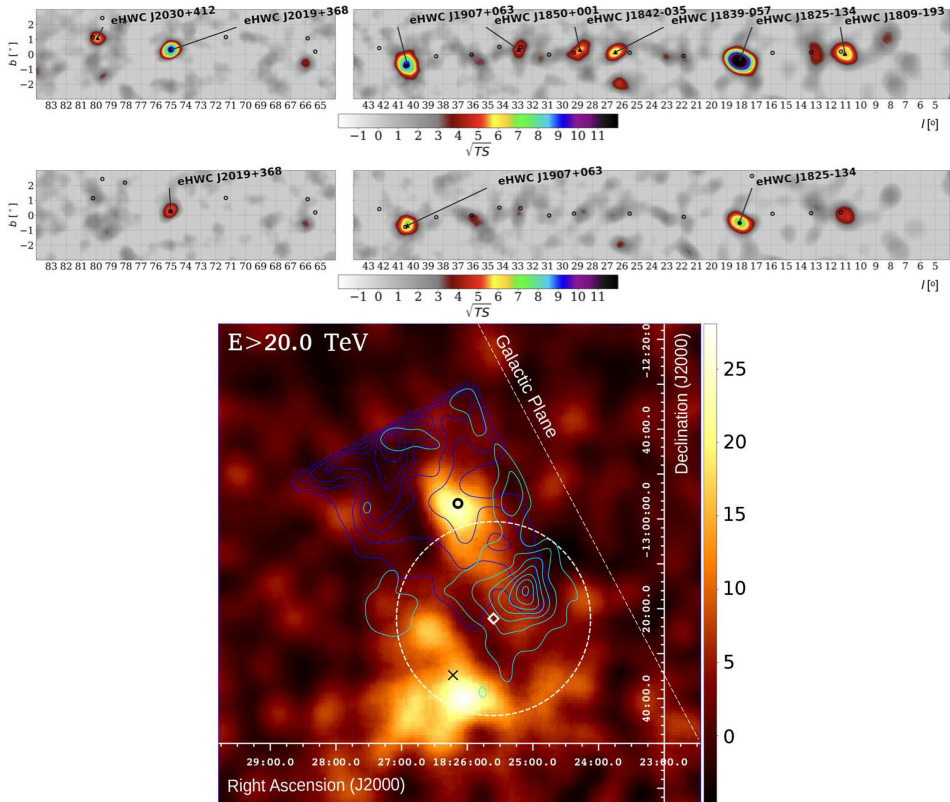 eHWC J2030+412 eHWC J2019+368 eHWC J1907+063 eHWC J1850+001 eHWC J1842-035 eHWC J1839-057 eHWC J1825-134 eHWC J1809-193
b [°]
2
1
0
−1
−2
83 82 81 80 79 78 77 76 75 74 73 72 71 70 69 68 67 66 65
43 42 41 40 39 38 37 36 35 34 33 32 31 30 29 28 27 26 25 24 23 22 21 20 19 18 17 16 15 14 13 12 11 10 9 8 7 6 5
l [o]
−1 0 1 2 3 4 5 6 7 8 9 10 11
√TS
eHWC J2019+368 eHWC J1907+063 eHWC J1825-134
b [°]
2
1
0
−1
−2
83 82 81 80 79 78 77 76 75 74 73 72 71 70 69 68 67 66 65
43 42 41 40 39 38 37 36 35 34 33 32 31 30 29 28 27 26 25 24 23 22 21 20 19 18 17 16 15 14 13 12 11 10 9 8 7 6 5
l [o]
−1 0 1 2 3 4 5 6 7 8 9 10 11
√TS
E>20.0 TeV
Galactic Plane
-12:20:0
40:00.0
-13:00:00.0
20:00.0
40:00.0
Declination (J2000)
25
20
15
10
5
0
29:00.0 28:00.0 27:00.0 18:26:00.0 25:00.0 24:00.0 23:00.0
Right Ascension (J2000)